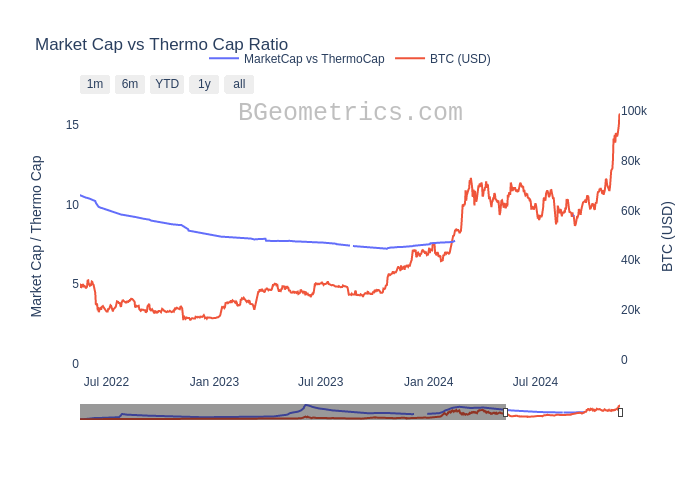 Market Cap vs Thermo Cap Ratio
MarketCap vs ThermoCap
BTC (USD)
1m
6m
YTD
1y
all
BGeometrics.com
15
10
5
0
Market Cap / Thermo Cap
100k
80k
60k
40k
20k
0
BTC (USD)
Jul 2022
Jan 2023
Jul 2023
Jan 2024
Jul 2024